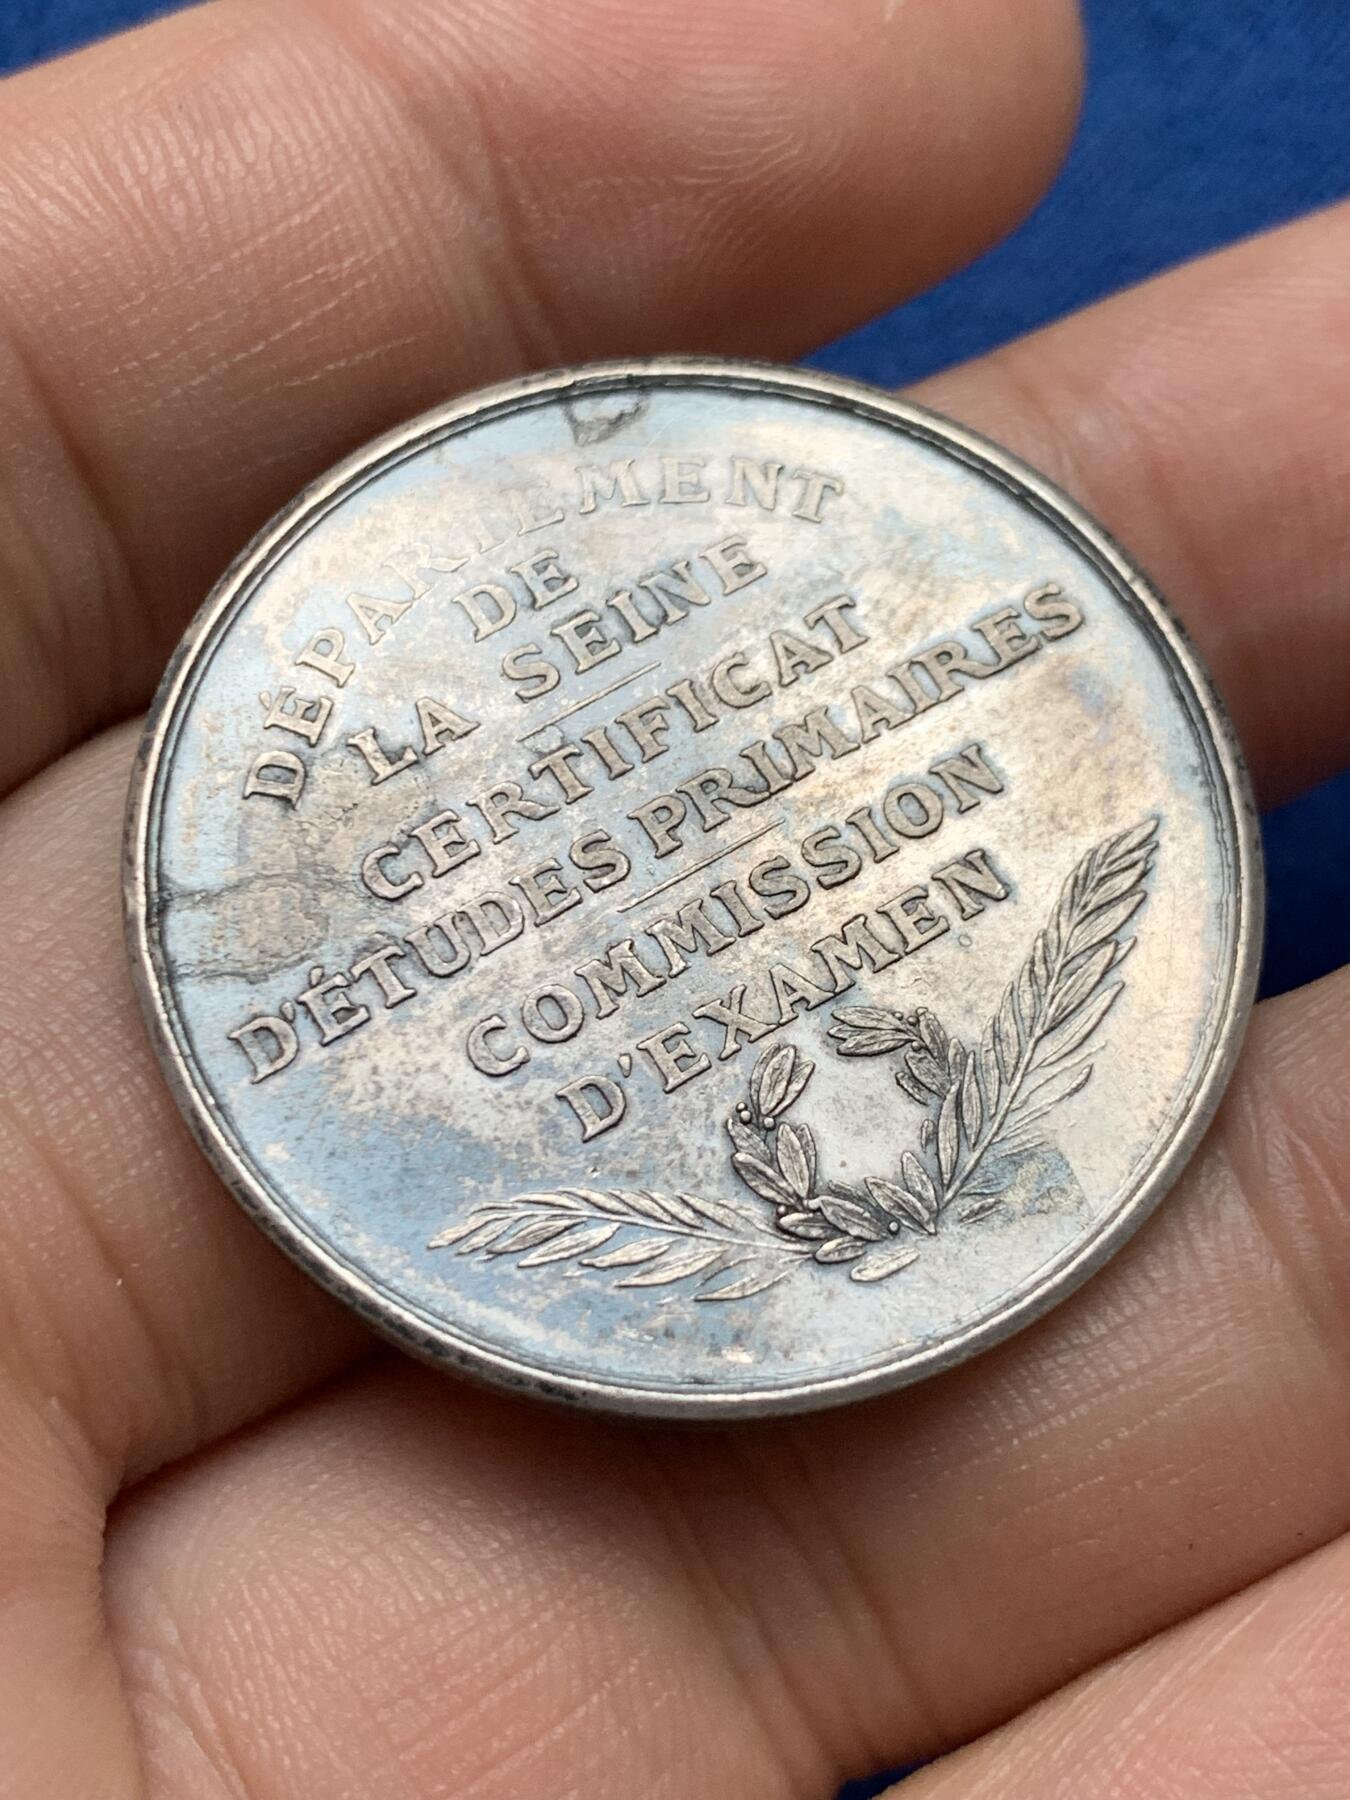 DÉPARTEMENT
DE
LA SEINE
CERTIFICAT
D'ÉTUDES PRIMAIRES
COMMISSION
D'EXAMEN